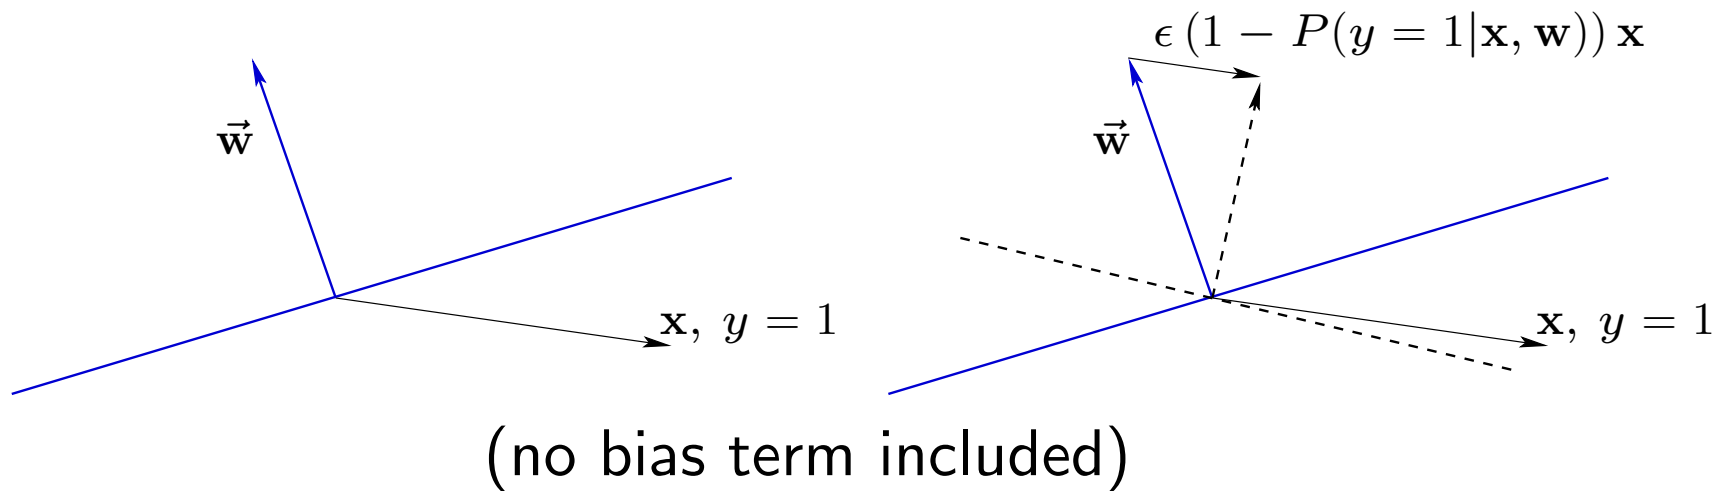 ϵ (1 − P(y = 1|x, w)) x
w⃗
w⃗
x, y = 1
x, y = 1
(no bias term included)